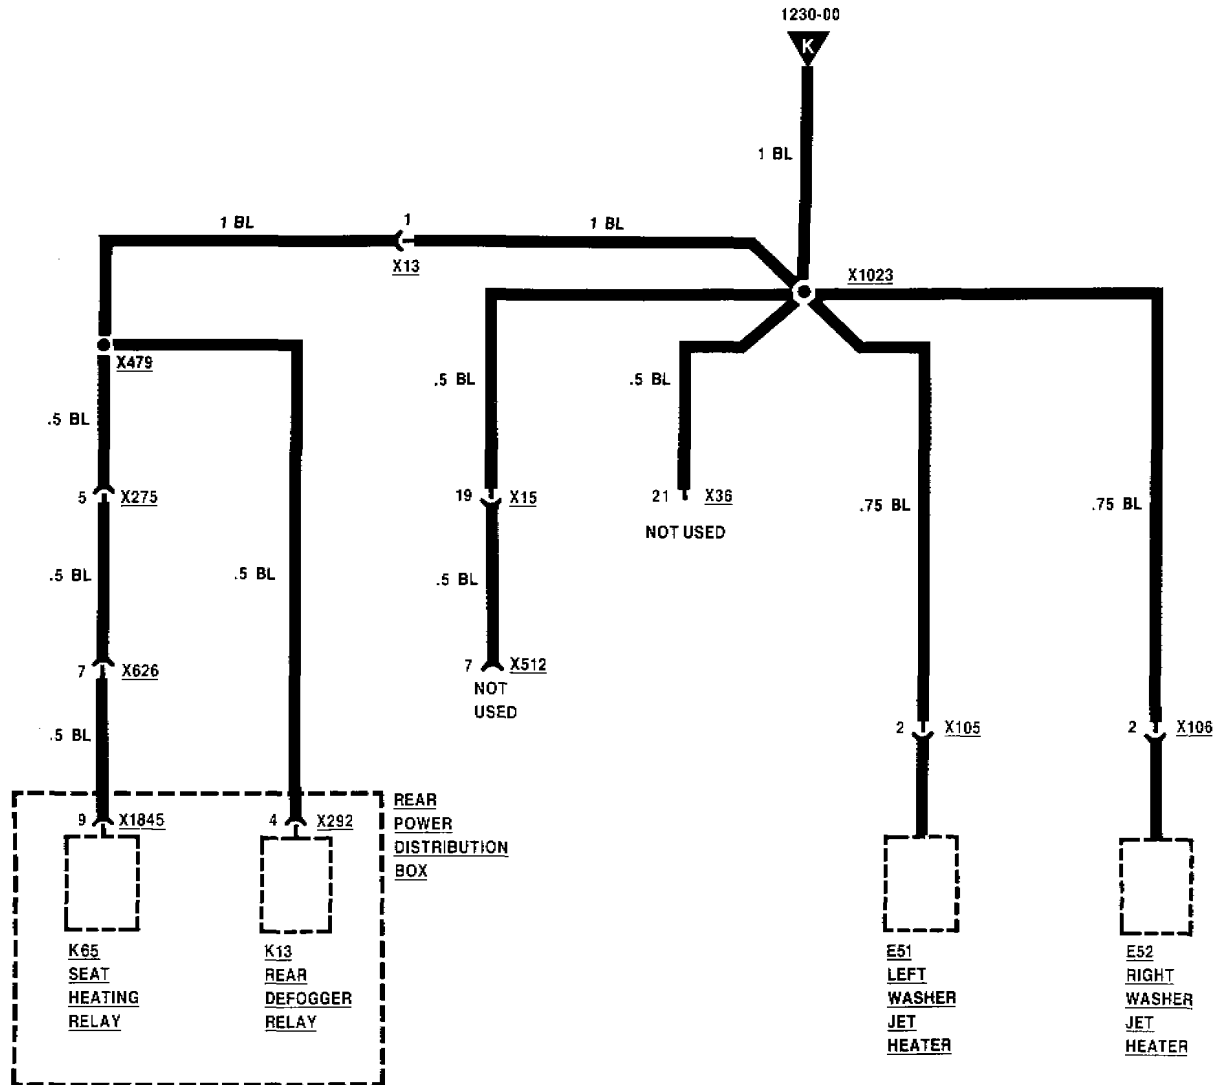 1230-00
K
1 BL
1 BL
1
1 BL
X13
X1023
X479
.5 BL
.5 BL
.5 BL
5
X275
19
X15
21
X36
NOT USED
.75 BL
.75 BL
.5 BL
.5 BL
.5 BL
7
X626
7
X512
NOT
USED
.5 BL
2
X105
2
X106
REAR
POWER
DISTRIBUTION
BOX
9
X1845
4
X292
K65
SEAT
HEATING
RELAY
K13
REAR
DEFOGGER
RELAY
E51
LEFT
WASHER
JET
HEATER
E52
RIGHT
WASHER
JET
HEATER